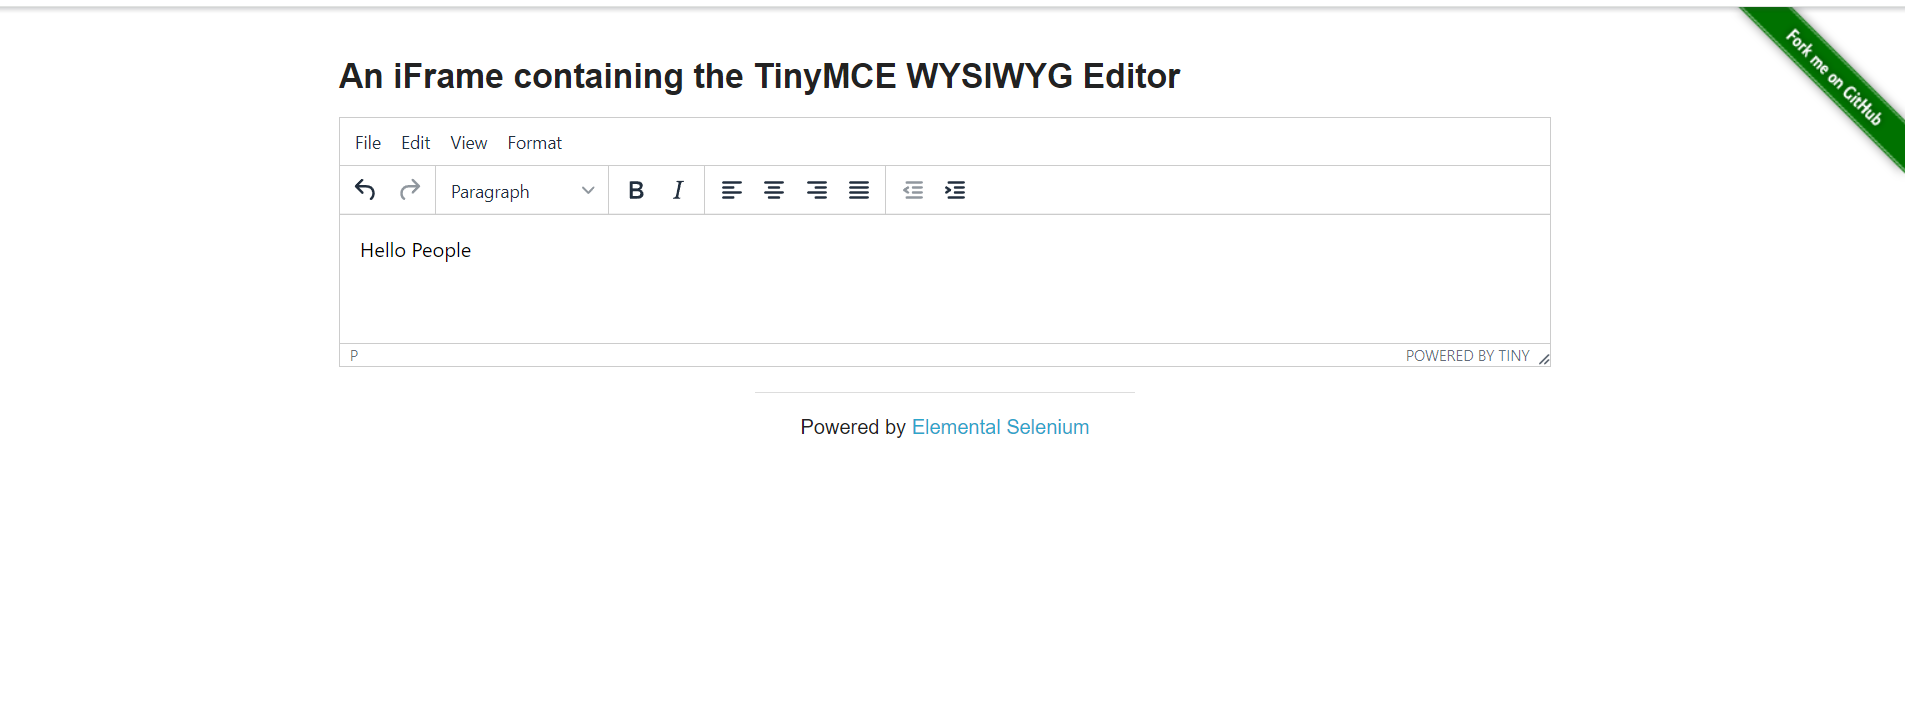 Fork me on GitHub
An iFrame containing the TinyMCE WYSIWYG Editor
File Edit View Format
Paragraph B I
Hello People
P POWERED BY TINY
Powered by Elemental Selenium